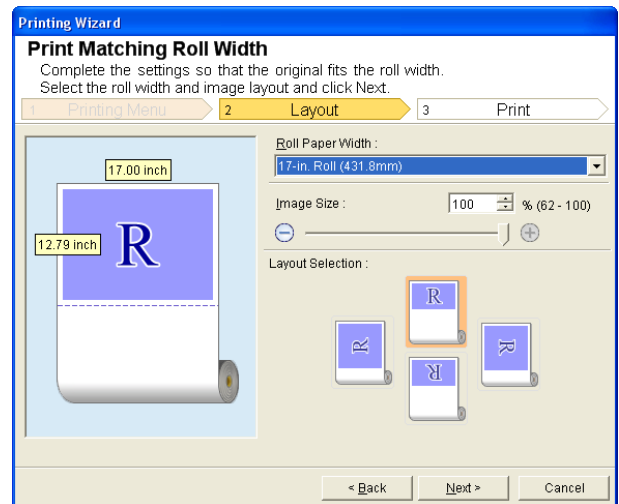 Printing Wizard
Print Matching Roll Width
Complete the settings so that the original fits the roll width.
Select the roll width and image layout and click Next.
1 Printing Menu 2 Layout 3 Print
Roll Paper Width :
17-in. Roll (431.8mm)
17.00 inch
Image Size : 100 % (62 - 100)
12.79 inch
R
Layout Selection :
R
R
R
R
< Back Next > Cancel